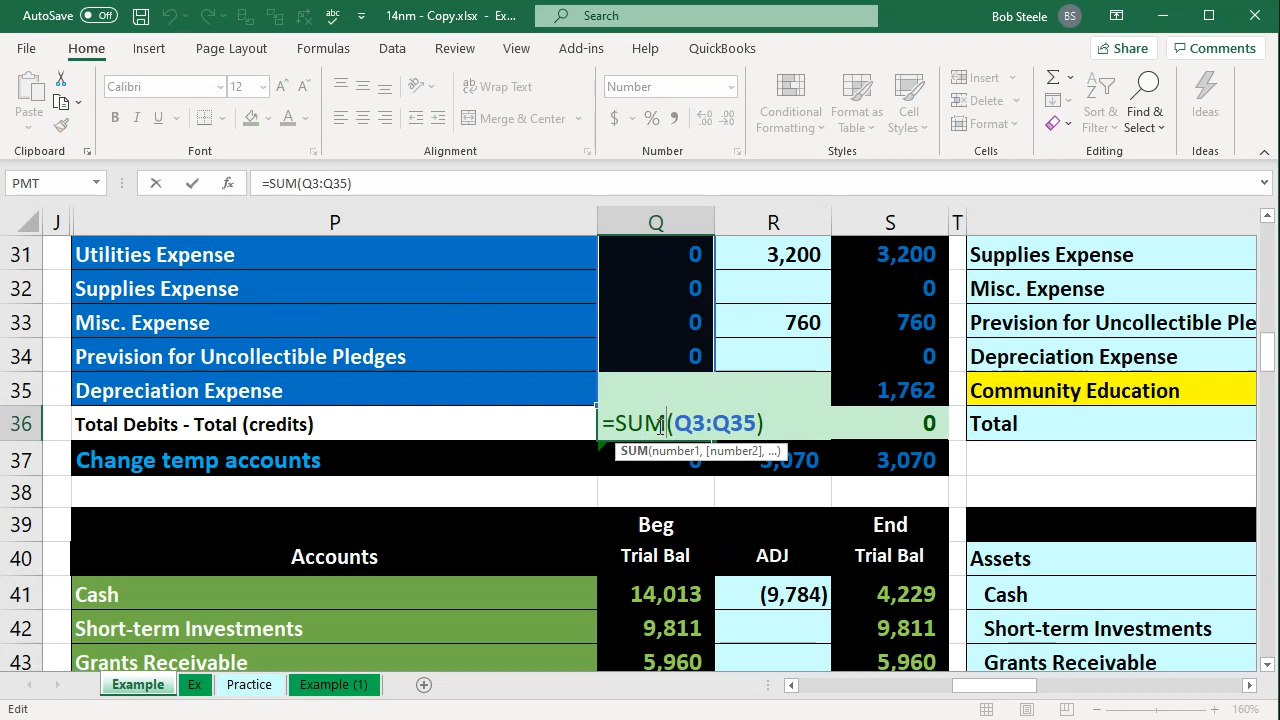 AutoSave Off 14nm - Copy.xlsx - Ex... Search Bob Steele BS
File Home Insert Page Layout Formulas Data Review View Add-ins Help QuickBooks Share Comments
Paste Calibri 12 A A ab Wrap Text Number Conditional Formatting Format as Table Cell Styles Insert Delete Format Sort & Filter Find & Select Ideas
B I U A Merge & Center $ % 9
Clipboard Font Alignment Number Styles Cells Editing Ideas
PMT fx =SUM(Q3:Q35)
J P Q R S T
31 Utilities Expense 0 3,200 3,200 Supplies Expense
32 Supplies Expense 0 0 Misc. Expense
33 Misc. Expense 0 760 760 Prevision for Uncollectible Ple
34 Prevision for Uncollectible Pledges 0 0 Depreciation Expense
35 Depreciation Expense 1,762 Community Education
36 Total Debits - Total (credits) =SUM(Q3:Q35) 0 Total
SUM(number1, [number2], ...)
37 Change temp accounts 0 3,070 3,070
38
39 Beg End
40 Accounts Trial Bal ADJ Trial Bal Assets
41 Cash 14,013 (9,784) 4,229 Cash
42 Short-term Investments 9,811 9,811 Short-term Investments
43 Grants Receivable 5,960 5,960 Grants Receivable
Example Ex Practice Example (1)
Edit 160%